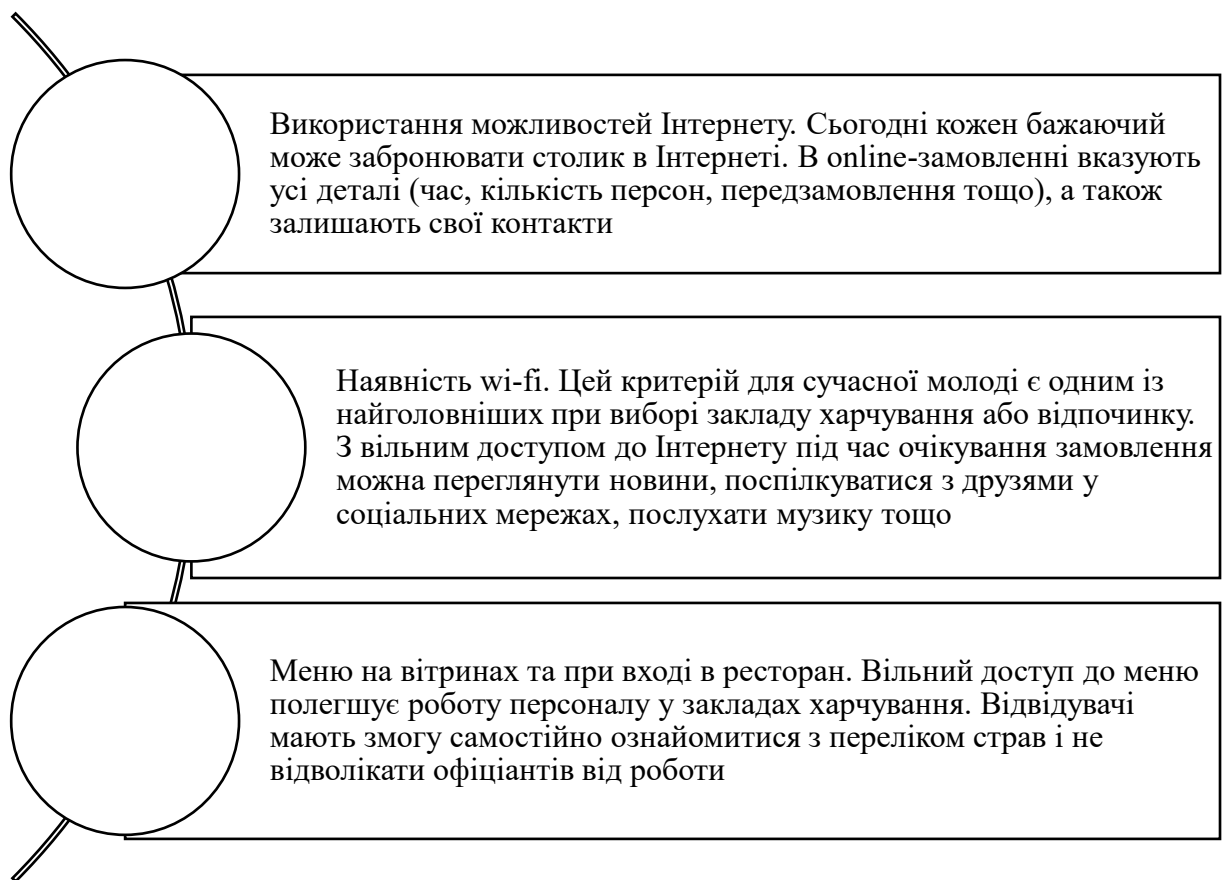 Використання можливостей Інтернету. Сьогодні кожен бажаючий
може забронювати столик в Інтернеті. В online-замовленні вказують
усі деталі (час, кількість персон, передзамовлення тощо), а також
залишають свої контакти
Наявність wi-fi. Цей критерій для сучасної молоді є одним із
найголовніших при виборі закладу харчування або відпочинку.
З вільним доступом до Інтернету під час очікування замовлення
можна переглянути новини, поспілкуватися з друзями у
соціальних мережах, послухати музику тощо
Меню на вітринах та при вході в ресторан. Вільний доступ до меню
полегшує роботу персоналу у закладах харчування. Відвідувачі
мають змогу самостійно ознайомитися з переліком страв і не
відволікати офіціантів від роботи